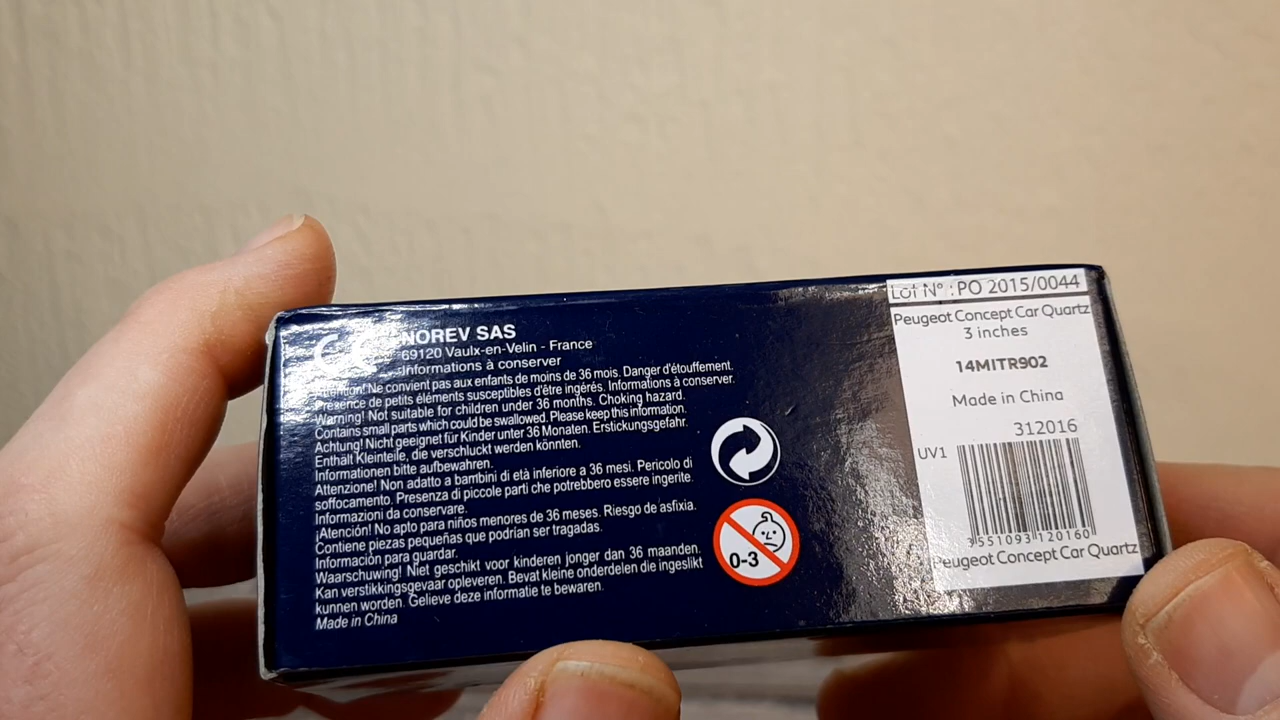 NOREV SAS
69120 Vaulx-en-Velin - France
Informations à conserver
Attention! Ne convient pas aux enfants de moins de 36 mois. Danger d'étouffement.
Présence de petits éléments susceptibles d'être ingérés. Informations à conserver.
Warning! Not suitable for children under 36 months. Choking hazard.
Contains small parts which could be swallowed. Please keep this information.
Achtung! Nicht geeignet für Kinder unter 36 Monaten. Erstickungsgefahr.
Enthält Kleinteile, die verschluckt werden könnten.
Informationen bitte aufbewahren.
Attenzione! Non adatto a bambini di età inferiore a 36 mesi. Pericolo di
soffocamento. Presenza di piccole parti che potrebbero essere ingerite.
Informazioni da conservare.
¡Atención! No apto para niños menores de 36 meses. Riesgo de asfixia.
Contiene piezas pequeñas que podrían ser tragadas.
Información para guardar.
Waarschuwing! Niet geschikt voor kinderen jonger dan 36 maanden.
Kan verstikkingsgevaar opleveren. Bevat kleine onderdelen die ingeslikt
kunnen worden. Gelieve deze informatie te bewaren.
Made in China
0-3
Lot N° : PO 2015/0044
Peugeot Concept Car Quartz
3 inches
14MITR902
Made in China
312016
UV1
3 551093 120160
Peugeot Concept Car Quartz